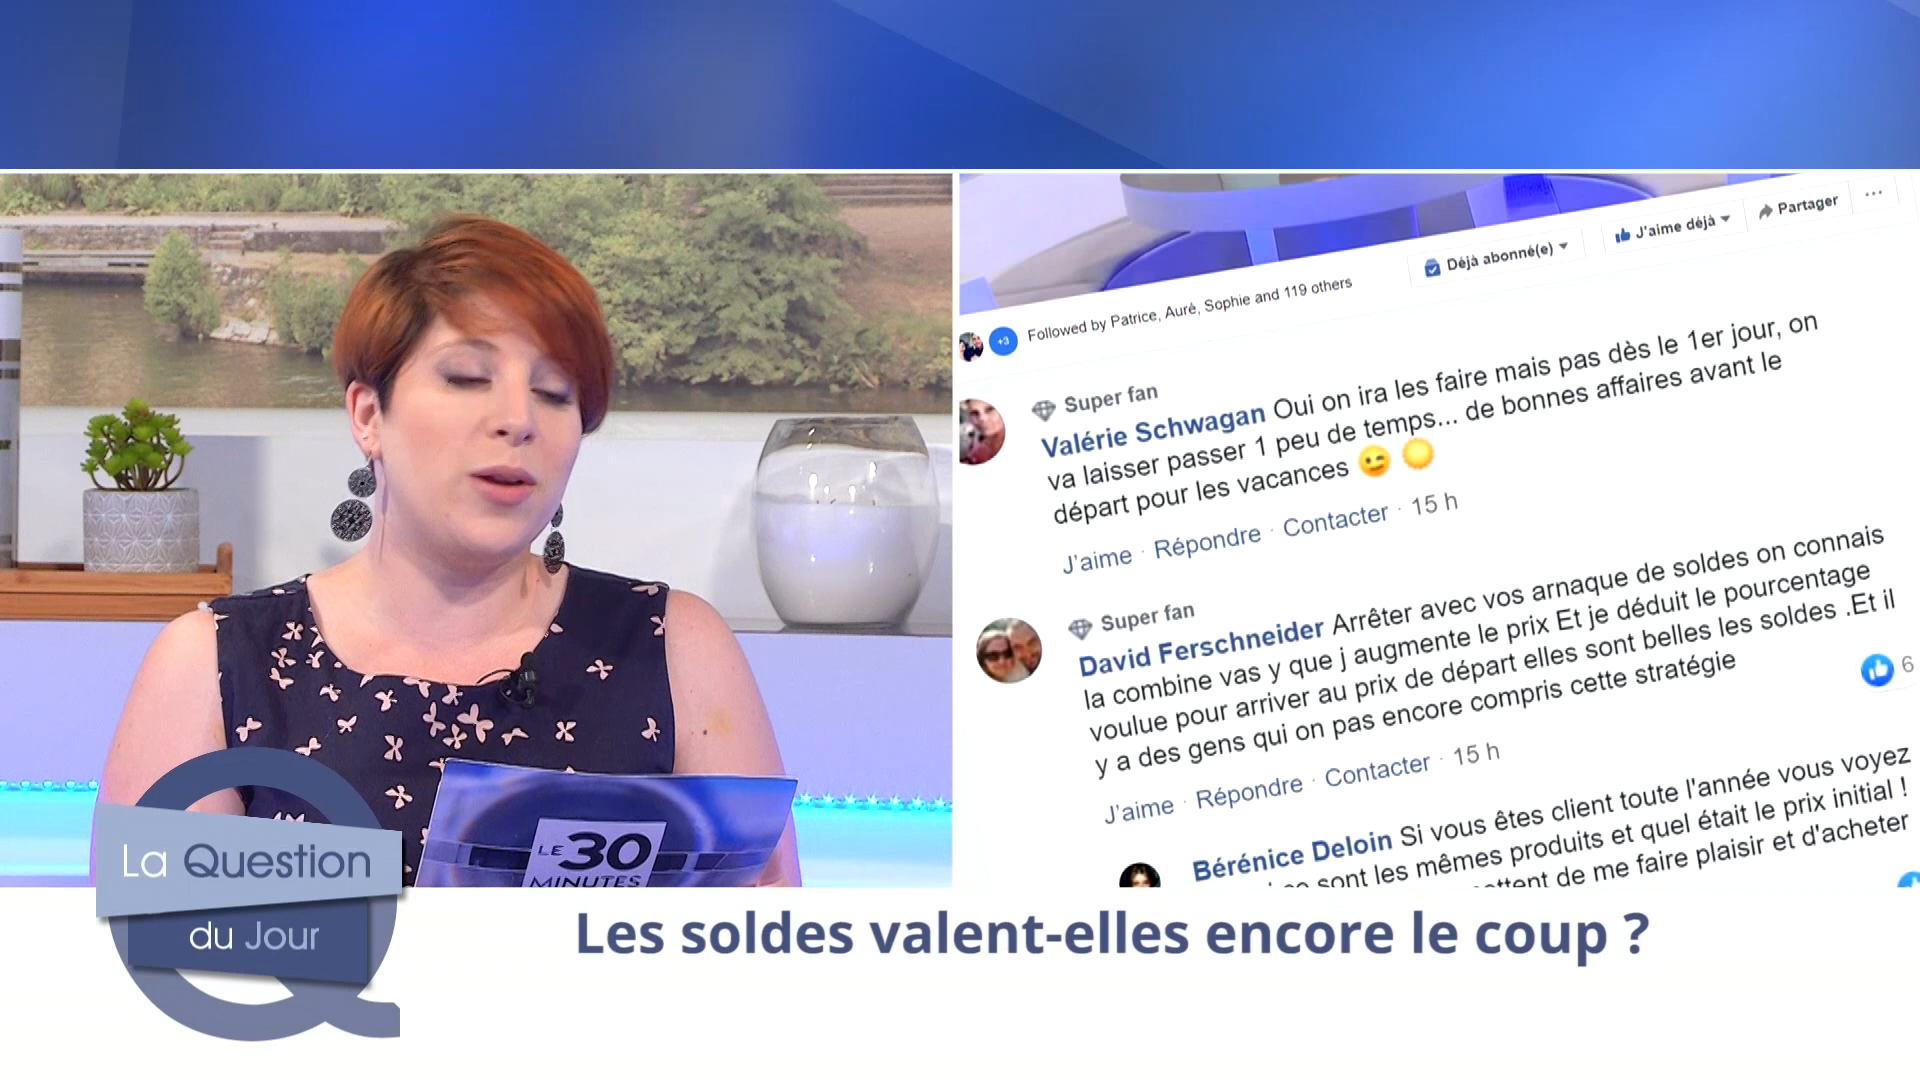 Déjà abonné(e)
J'aime déjà
Partager
...
+3
Followed by Patrice, Auré, Sophie and 119 others
Super fan
Valérie Schwagan Oui on ira les faire mais pas dès le 1er jour, on
va laisser passer 1 peu de temps... de bonnes affaires avant le
départ pour les vacances 😉 ☀️
J'aime · Répondre · Contacter · 15 h
Super fan
David Ferschneider Arrêter avec vos arnaque de soldes on connais
la combine vas y que j augmente le prix Et je déduit le pourcentage
voulue pour arriver au prix de départ elles sont belles les soldes .Et il
y a des gens qui on pas encore compris cette stratégie
6
J'aime · Répondre · Contacter · 15 h
Bérénice Deloin Si vous êtes client toute l'année vous voyez
sont les mêmes produits et quel était le prix initial !
de me faire plaisir et d'acheter
LE 30
MINUTES
La Question
du Jour
Les soldes valent-elles encore le coup ?